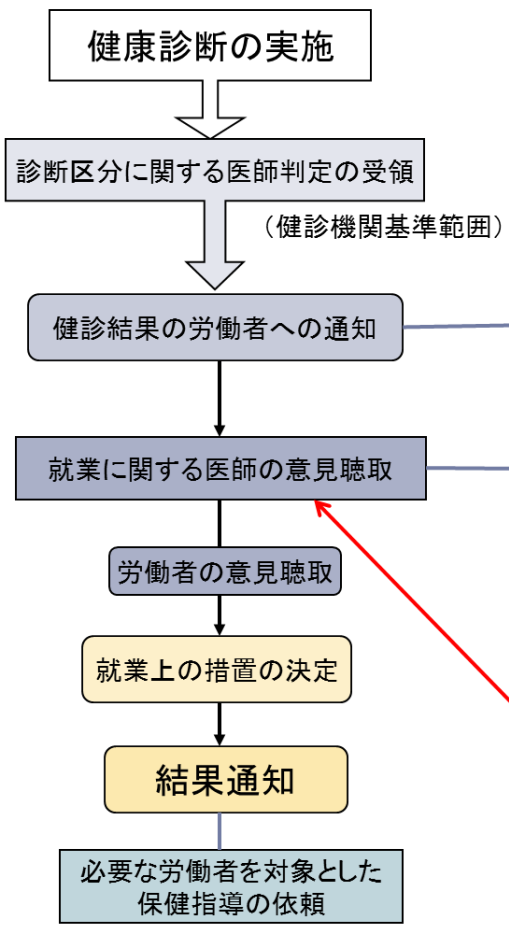 健康診断の実施
診断区分に関する医師判定の受領
（健診機関基準範囲）
健診結果の労働者への通知
就業に関する医師の意見聴取
労働者の意見聴取
就業上の措置の決定
結果通知
必要な労働者を対象とした
保健指導の依頼